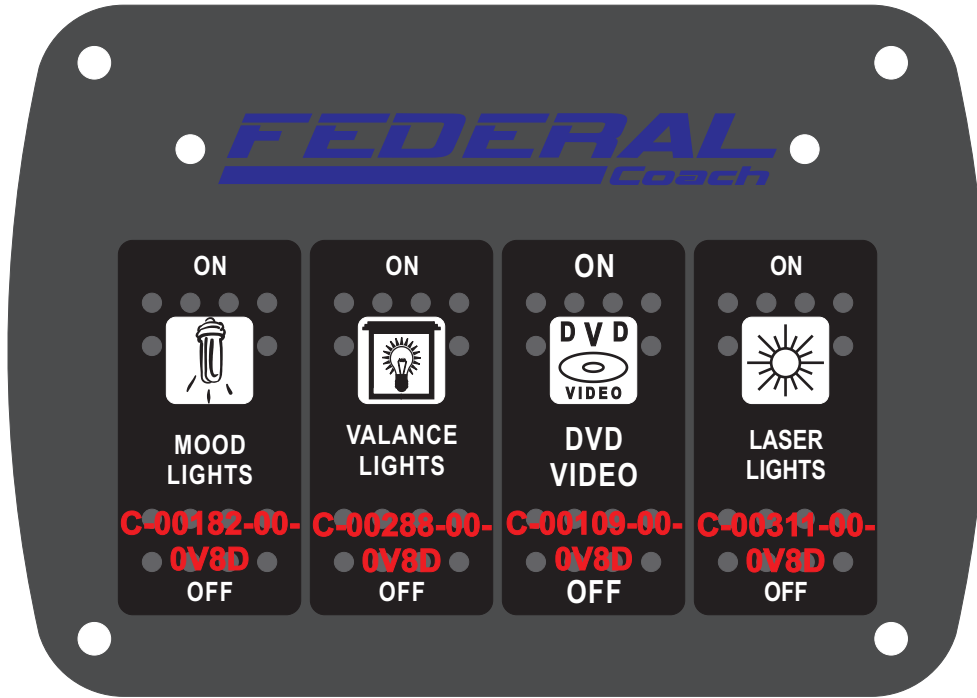 FEDERAL
Coach
ON
MOOD
LIGHTS
C-00182-00-
0V8D
OFF
ON
VALANCE
LIGHTS
C-00288-00-
0V8D
OFF
ON
DVD
VIDEO
DVD
VIDEO
C-00109-00-
0V8D
OFF
ON
LASER
LIGHTS
C-00311-00-
0V8D
OFF